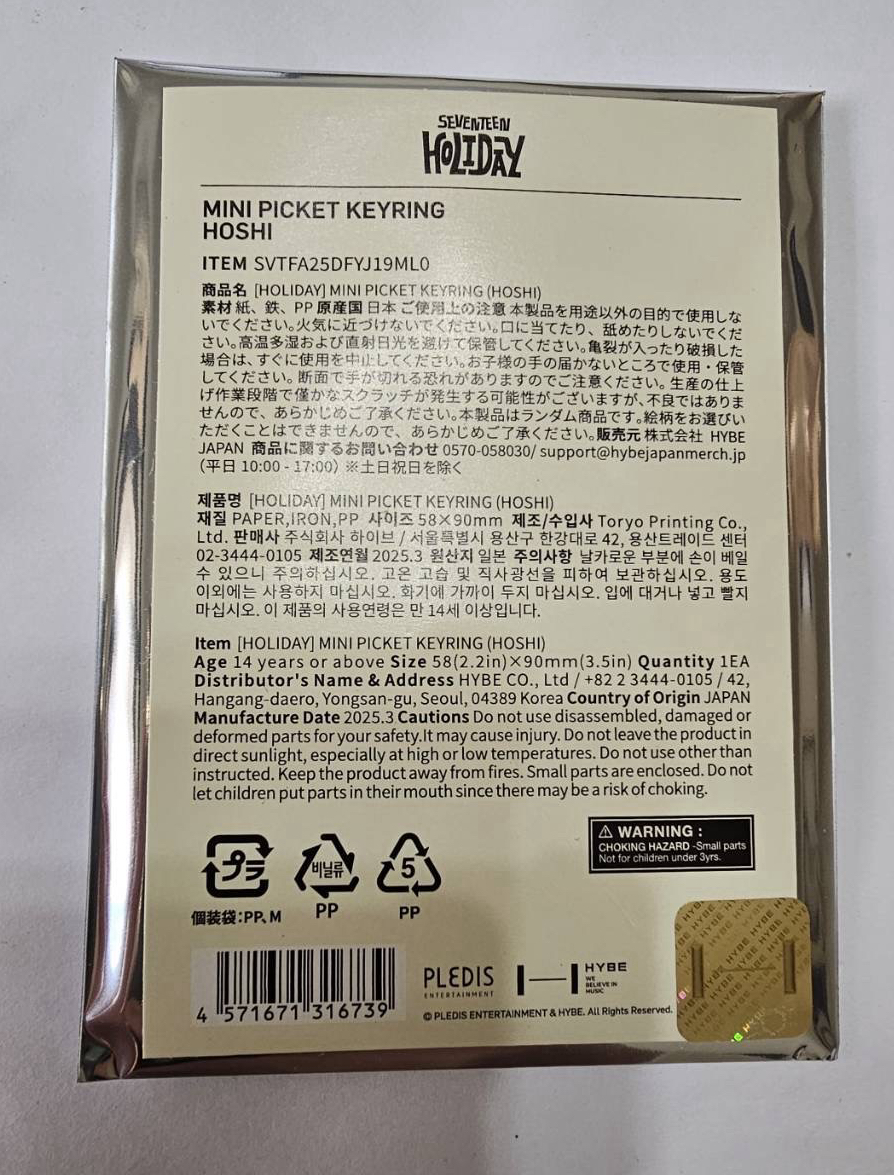 SEVENTEEN
HOLIDAY
MINI PICKET KEYRING
HOSHI
ITEM SVTFA25DFYJ19ML0
商品名 [HOLIDAY] MINI PICKET KEYRING (HOSHI)
素材 紙、鉄、PP 原産国 日本 ご使用上の注意 本製品を用途以外の目的で使用しな
いでください。火気に近づけないでください。口に当てたり、舐めたりしないでくだ
さい。高温多湿および直射日光を避けて保管してください。亀裂が入ったり破損した
場合は、すぐに使用を中止してください。お子様の手の届かないところで使用・保管
してください。断面で手が切れる恐れがありますのでご注意ください。生産の仕上
げ作業段階で僅かなスクラッチが発生する可能性がございますが、不良ではありま
せんので、あらかじめご了承ください。本製品はランダム商品です。絵柄をお選びい
ただくことはできませんので、あらかじめご了承ください。販売元 株式会社 HYBE
JAPAN 商品に関するお問い合わせ 0570-058030/ support@hybejapanmerch.jp
(平日 10:00 - 17:00) ※土日祝日を除く
제품명 [HOLIDAY] MINI PICKET KEYRING (HOSHI)
재질 PAPER,IRON,PP 사이즈 58×90mm 제조/수입사 Toryo Printing Co.,
Ltd. 판매사 주식회사 하이브 / 서울특별시 용산구 한강대로 42, 용산트레이드 센터
02-3444-0105 제조연월 2025.3 원산지 일본 주의사항 날카로운 부분에 손이 베일
수 있으니 주의하십시오. 고온 고습 및 직사광선을 피하여 보관하십시오. 용도
이외에는 사용하지 마십시오. 화기에 가까이 두지 마십시오. 입에 대거나 넣고 빨지
마십시오. 이 제품의 사용연령은 만 14세 이상입니다.
Item [HOLIDAY] MINI PICKET KEYRING (HOSHI)
Age 14 years or above Size 58(2.2in)×90mm(3.5in) Quantity 1EA
Distributor's Name & Address HYBE CO., Ltd / +82 2 3444-0105 / 42,
Hangang-daero, Yongsan-gu, Seoul, 04389 Korea Country of Origin JAPAN
Manufacture Date 2025.3 Cautions Do not use disassembled, damaged or
deformed parts for your safety.It may cause injury. Do not leave the product in
direct sunlight, especially at high or low temperatures. Do not use other than
instructed. Keep the product away from fires. Small parts are enclosed. Do not
let children put parts in their mouth since there may be a risk of choking.
プラ
個装袋:PP、M
비닐류
PP
5
PP
⚠ WARNING :
CHOKING HAZARD -Small parts
Not for children under 3yrs.
4 571671 316739
PLEDIS
ENTERTAINMENT
HYBE
WE
BELIEVE IN
MUSIC
© PLEDIS ENTERTAINMENT & HYBE. All Rights Reserved.
HYBE HYBE HYBE